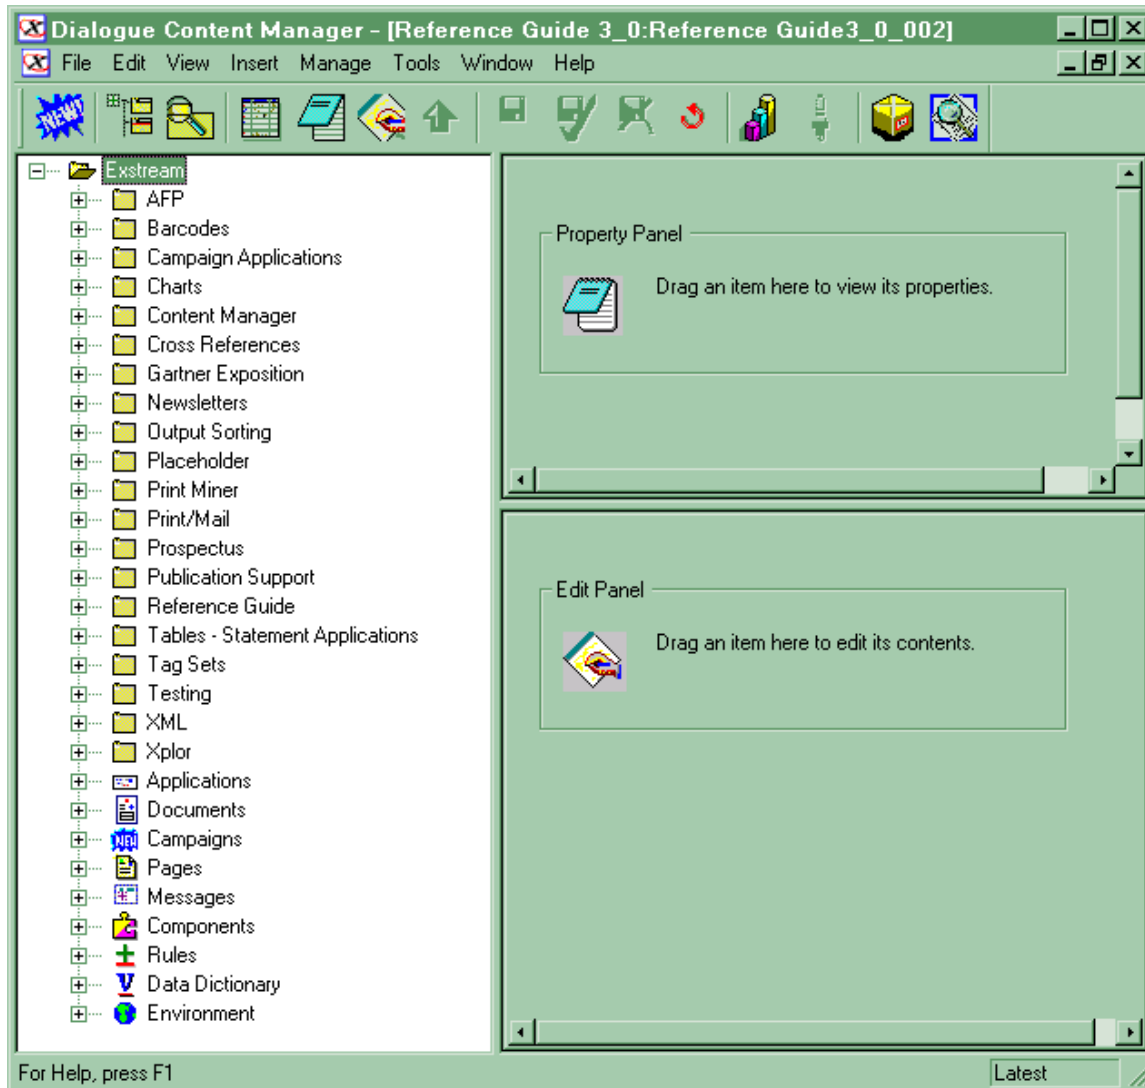 Dialogue Content Manager - [Reference Guide 3_0:Reference Guide3_0_002]
File Edit View Insert Manage Tools Window Help
NEW!
Exstream
AFP
Barcodes
Campaign Applications
Charts
Content Manager
Cross References
Gartner Exposition
Newsletters
Output Sorting
Placeholder
Print Miner
Print/Mail
Prospectus
Publication Support
Reference Guide
Tables - Statement Applications
Tag Sets
Testing
XML
Xplor
Applications
Documents
NEW Campaigns
Pages
Messages
Components
Rules
Data Dictionary
Environment
Property Panel
Drag an item here to view its properties.
Edit Panel
Drag an item here to edit its contents.
For Help, press F1
Latest